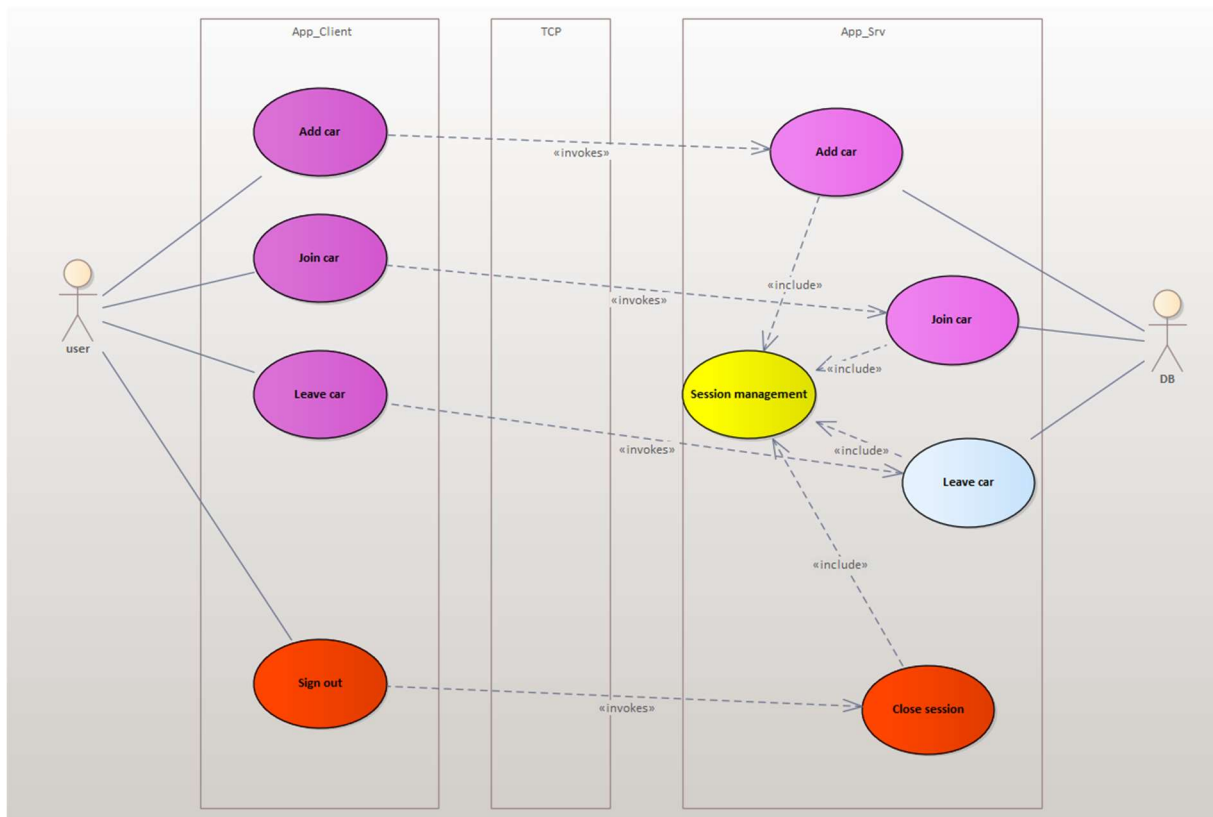 App_Client
TCP
App_Srv
Add car
«invokes»
Add car
Join car
«include»
«invokes»
Join car
user
DB
«include»
Leave car
Session management
«invokes»
«include»
Leave car
«include»
Sign out
«invokes»
Close session